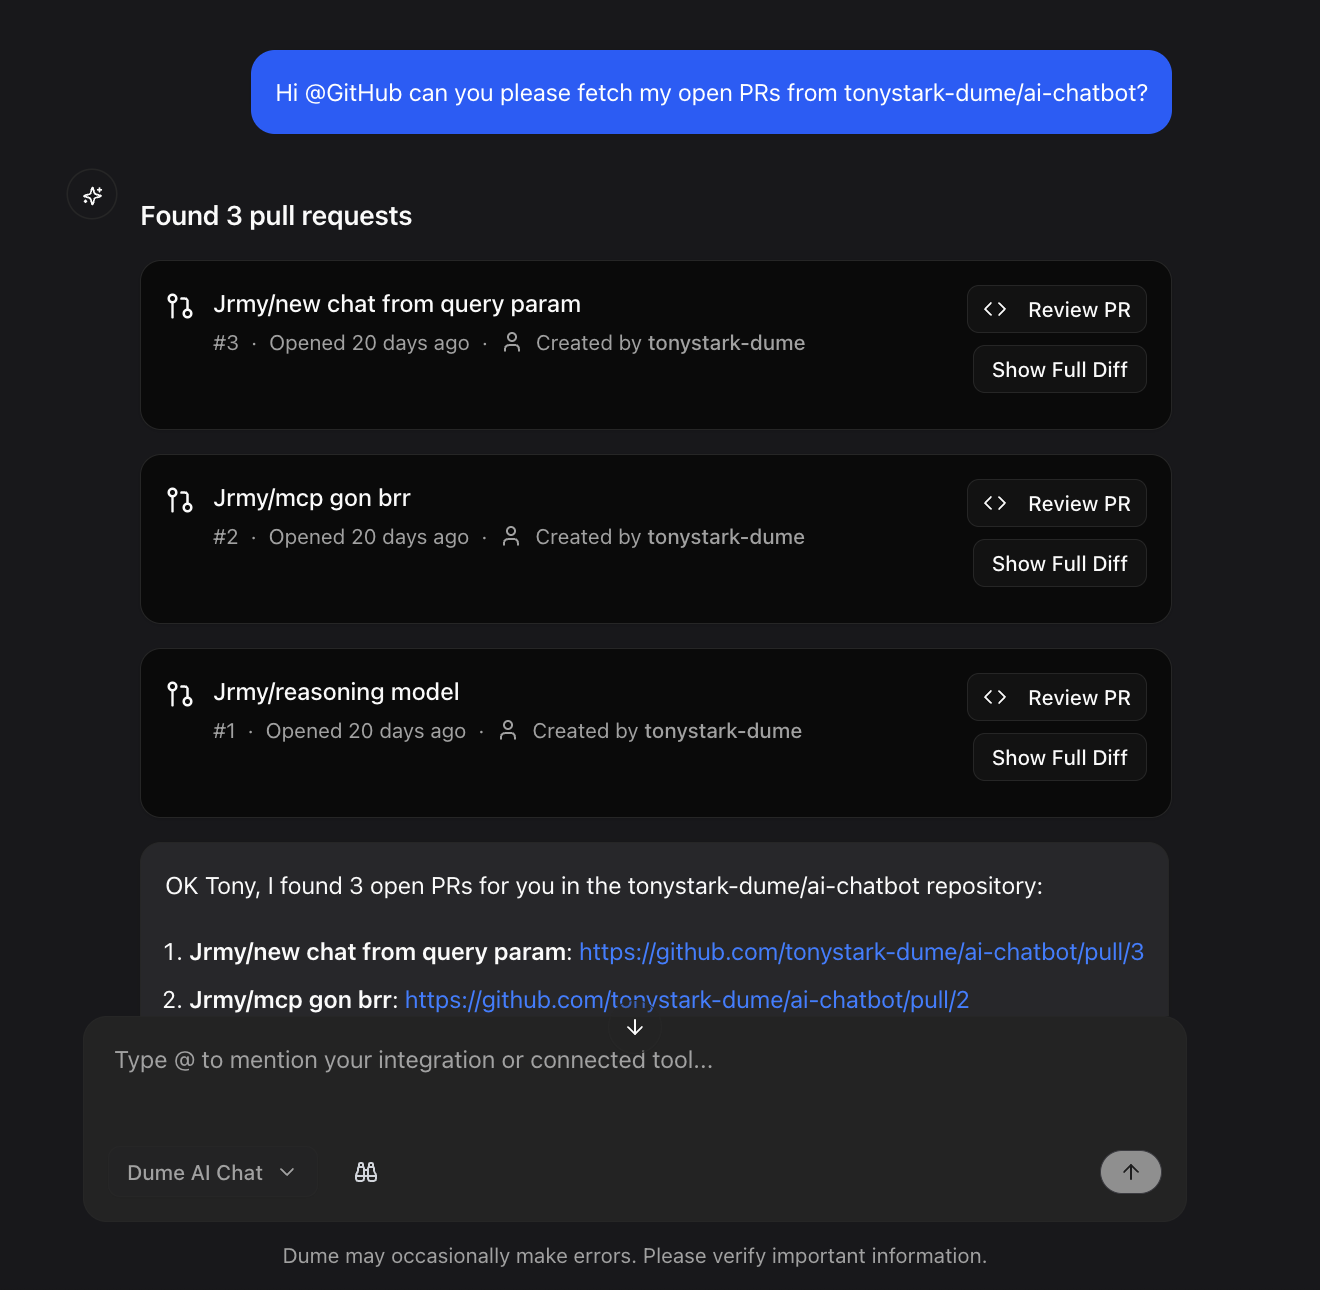 Hi @GitHub can you please fetch my open PRs from tonystark-dume/ai-chatbot?
Found 3 pull requests
Jrmy/new chat from query param
#3 · Opened 20 days ago · Created by tonystark-dume
Review PR
Show Full Diff
Jrmy/mcp gon brr
#2 · Opened 20 days ago · Created by tonystark-dume
Review PR
Show Full Diff
Jrmy/reasoning model
#1 · Opened 20 days ago · Created by tonystark-dume
Review PR
Show Full Diff
OK Tony, I found 3 open PRs for you in the tonystark-dume/ai-chatbot repository:
1. Jrmy/new chat from query param: https://github.com/tonystark-dume/ai-chatbot/pull/3
2. Jrmy/mcp gon brr: https://github.com/tonystark-dume/ai-chatbot/pull/2
Type @ to mention your integration or connected tool...
Dume AI Chat
Dume may occasionally make errors. Please verify important information.